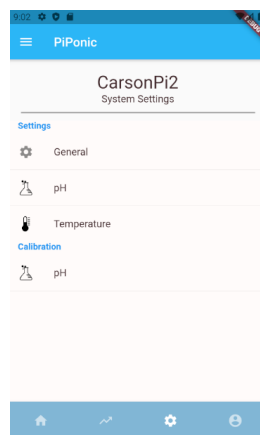 9:02
PiPonic
CarsonPi2
System Settings
Settings
General
pH
Temperature
Calibration
pH